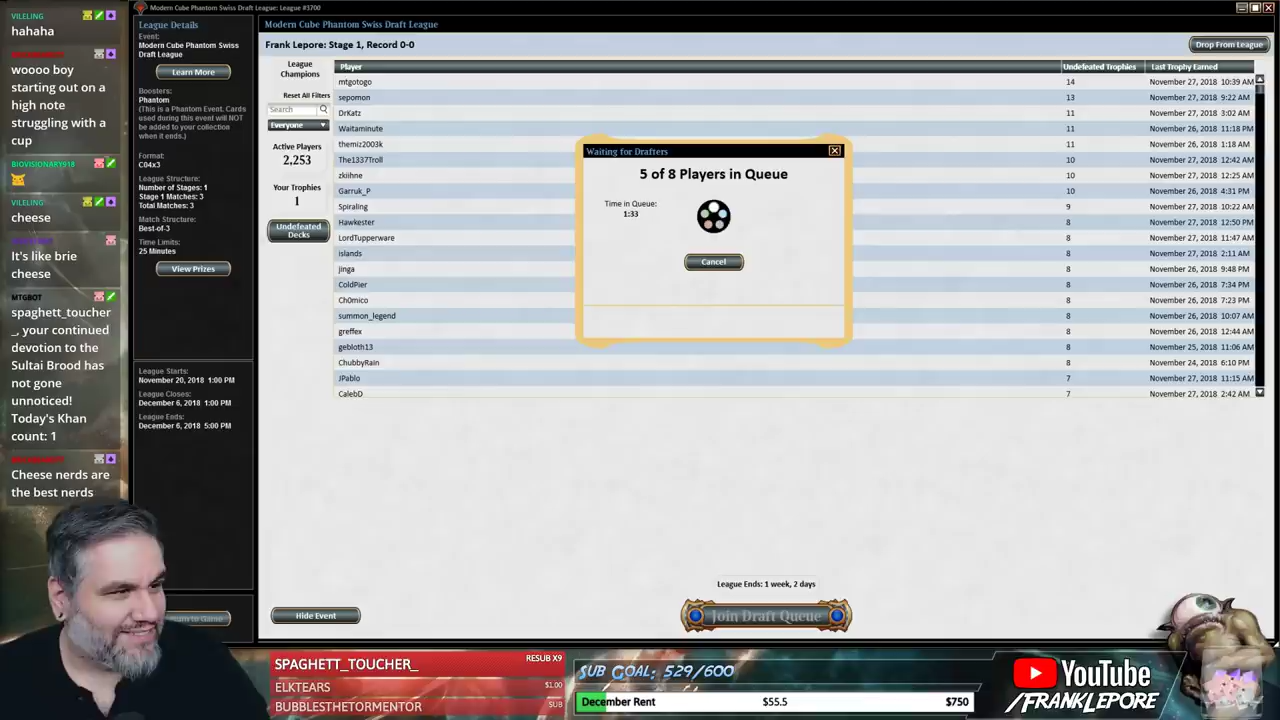 VILELING
hahaha
woooo boy
starting out on a
high note
struggling with a
cup
BIOVISIONARY918
VILELING
cheese
It's like brie
cheese
MTGBOT
spaghett_toucher
_, your continued
devotion to the
Sultai Brood has
not gone
unnoticed!
Today's Khan
count: 1
Cheese nerds are
the best nerds
Modern Cube Phantom Swiss Draft League: League #3700
League Details
Event:
Modern Cube Phantom Swiss
Draft League
Learn More
Boosters:
Phantom
(This is a Phantom Event. Cards
used during this event will NOT
be added to your collection
when it ends.)
Format:
C04x3
League Structure:
Number of Stages: 1
Stage 1 Matches: 3
Total Matches: 3
Match Structure:
Best-of-3
Time Limits:
25 Minutes
View Prizes
League Starts:
November 20, 2018 1:00 PM
League Closes:
December 6, 2018 1:00 PM
League Ends:
December 6, 2018 5:00 PM
to Game
Modern Cube Phantom Swiss Draft League
Frank Lepore: Stage 1, Record 0-0
Drop From League
League
Champions
Reset All Filters
Search
Everyone
Active Players
2,253
Your Trophies
1
Undefeated
Decks
Player Undefeated Trophies Last Trophy Earned
mtgotogo 14 November 27, 2018 10:39 AM
sepomon 13 November 27, 2018 9:22 AM
DrKatz 11 November 27, 2018 3:02 AM
Waltaminute 11 November 26, 2018 11:18 PM
themiz2003k 11 November 26, 2018 1:18 AM
The1337Troll 10 November 27, 2018 12:42 AM
zkiihne 10 November 27, 2018 12:25 AM
Garruk_P 10 November 26, 2018 4:31 PM
Spiraling 9 November 27, 2018 10:22 AM
Hawkester 8 November 27, 2018 12:50 PM
LordTupperware 8 November 27, 2018 11:47 AM
islands 8 November 27, 2018 2:11 AM
jinga 8 November 26, 2018 9:48 PM
ColdPier 8 November 26, 2018 7:34 PM
Ch0mico 8 November 26, 2018 7:23 PM
summon_legend 8 November 26, 2018 10:07 AM
greffex 8 November 26, 2018 12:44 AM
gebloth13 8 November 25, 2018 11:06 AM
ChubbyRain 8 November 24, 2018 6:10 PM
JPablo 7 November 27, 2018 11:15 AM
CalebD 7 November 27, 2018 2:42 AM
Waiting for Drafters
5 of 8 Players in Queue
Time in Queue:
1:33
Cancel
League Ends: 1 week, 2 days
Hide Event
Join Draft Queue
SPAGHETT_TOUCHER_ RESUB X9
ELKTEARS $1.00
BUBBLESTHETORMENTOR SUB
SUB GOAL: 529/600
December Rent $55.5 $750
YouTube
/FRANKLEPORE